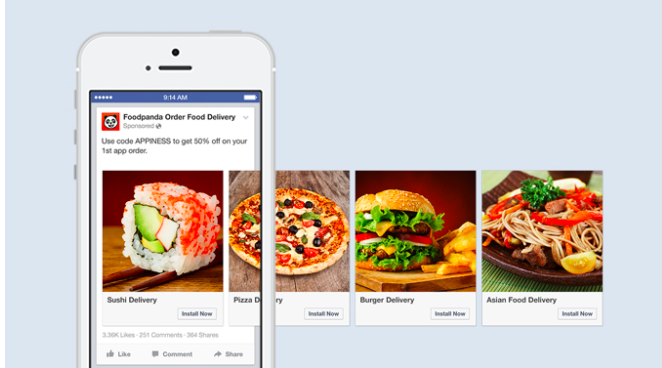 9:14 AM
Foodpanda Order Food Delivery
Sponsored
Use code APPINESS to get 50% off on your
1st app order.
Sushi Delivery
Install Now
Pizza Delivery
Install Now
Burger Delivery
Install Now
Asian Food Delivery
Install Now
3.36K Likes · 251 Comments · 364 Shares
Like
Comment
Share